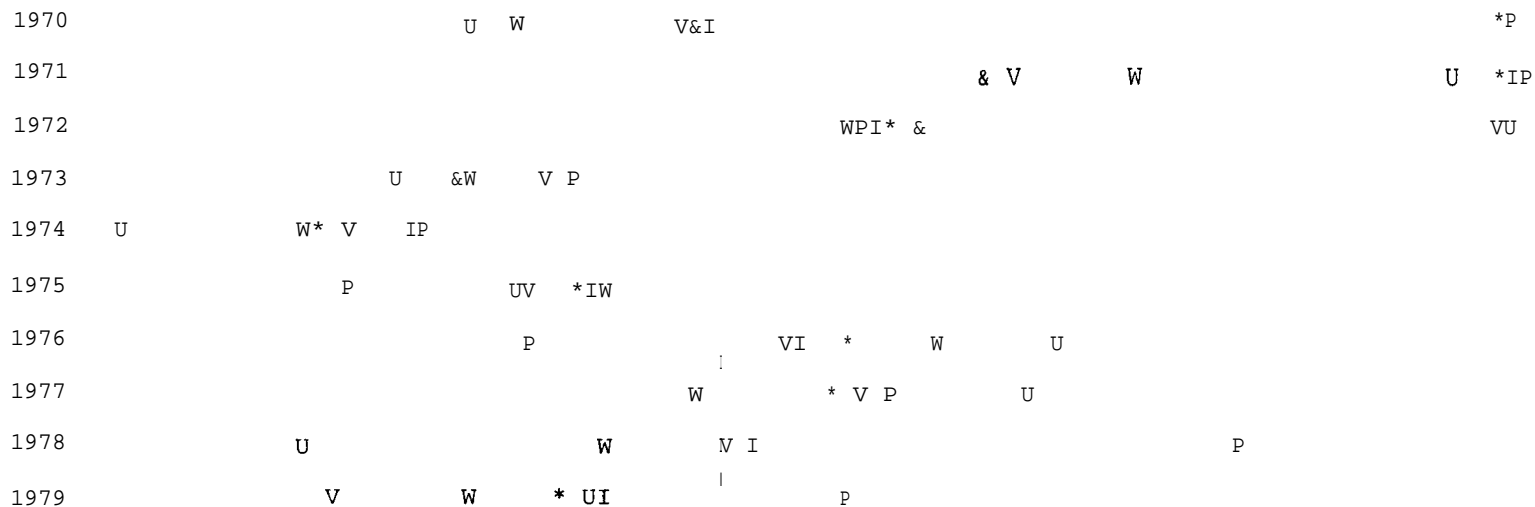 1970 U W V&I *P
1971 & V W U *IP
1972 WPI* & VU
1973 U &W V P
1974 U W* V IP
1975 P UV *IW
1976 P VI * W U
1977 W * V P U
1978 U W V I P
1979 V W * UI P